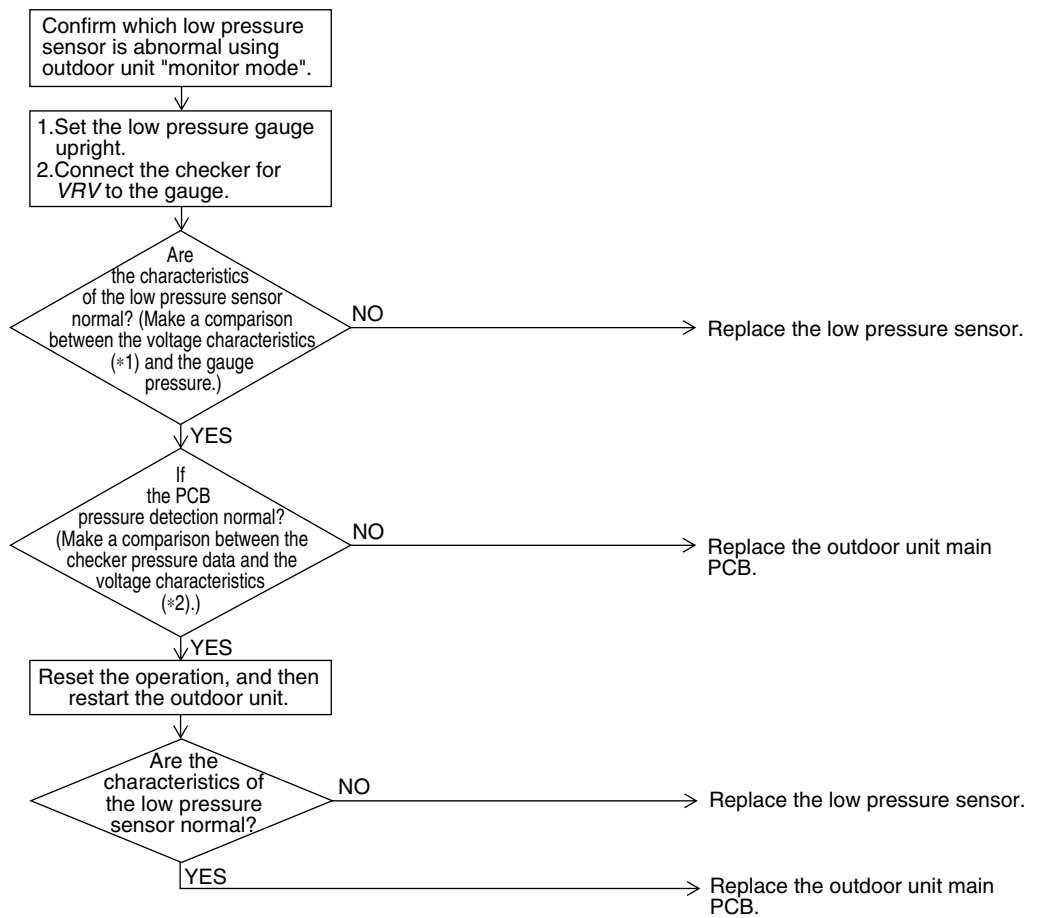 Confirm which low pressure
sensor is abnormal using
outdoor unit "monitor mode".
1.Set the low pressure gauge
upright.
2.Connect the checker for
VRV to the gauge.
Are
the characteristics
of the low pressure sensor
normal? (Make a comparison
between the voltage characteristics
(*1) and the gauge
pressure.)
NO
Replace the low pressure sensor.
YES
If
the PCB
pressure detection normal?
(Make a comparison between the
checker pressure data and the
voltage characteristics
(*2).)
NO
Replace the outdoor unit main
PCB.
YES
Reset the operation, and then
restart the outdoor unit.
Are the
characteristics of
the low pressure
sensor normal?
NO
Replace the low pressure sensor.
YES
Replace the outdoor unit main
PCB.